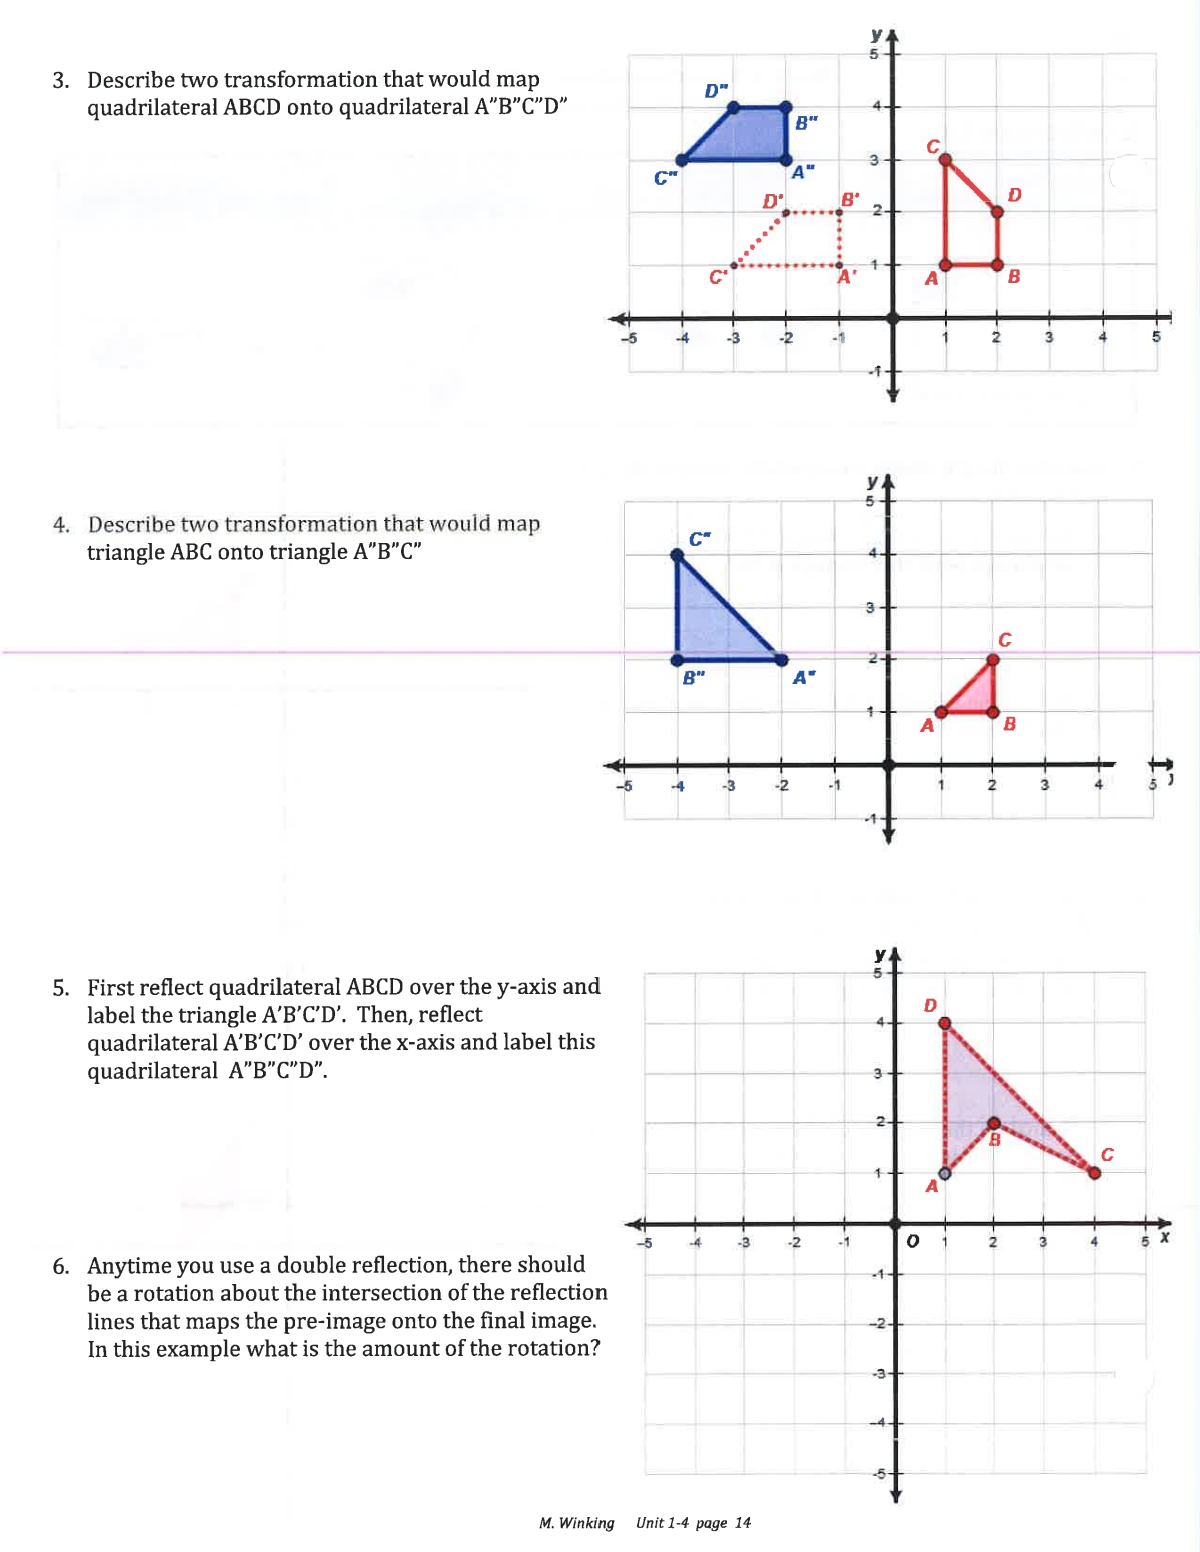 3. Describe two transformation that would map
quadrilateral ABCD onto quadrilateral A”B”C”D”
y
5
4
3
2
1
-1
-5 -4 -3 -2 -1 1 2 3 4 5
D"
B"
C"
A"
D'
B'
C'
A'
C
D
A
B
4. Describe two transformation that would map
triangle ABC onto triangle A”B”C”
y
5
4
3
2
1
-1
-5 -4 -3 -2 -1 1 2 3 4 5
C"
B"
A"
C
A
B
5. First reflect quadrilateral ABCD over the y-axis and
label the triangle A’B’C’D’. Then, reflect
quadrilateral A’B’C’D’ over the x-axis and label this
quadrilateral A”B”C”D”.
6. Anytime you use a double reflection, there should
be a rotation about the intersection of the reflection
lines that maps the pre-image onto the final image.
In this example what is the amount of the rotation?
y
5
4
3
2
1
-5 -4 -3 -2 -1 O 1 2 3 4 5 x
-1
-2
-3
-4
-5
D
B
C
A
M. Winking Unit 1-4 page 14